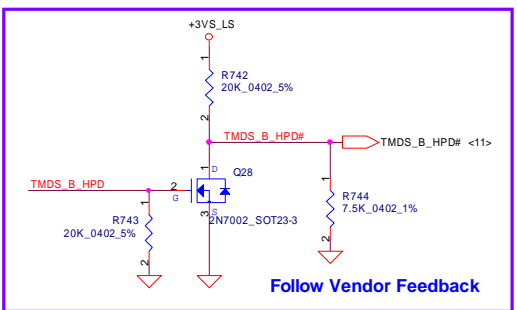 +3VS_LS
1
R742
20K_0402_5%
2
TMDS_B_HPD#
TMDS_B_HPD# <11>
1
D
Q28
TMDS_B_HPD
2
G
1
R744
7.5K_0402_1%
1
R743
20K_0402_5%
3
S
2N7002_SOT23-3
2
2
Follow Vendor Feedback